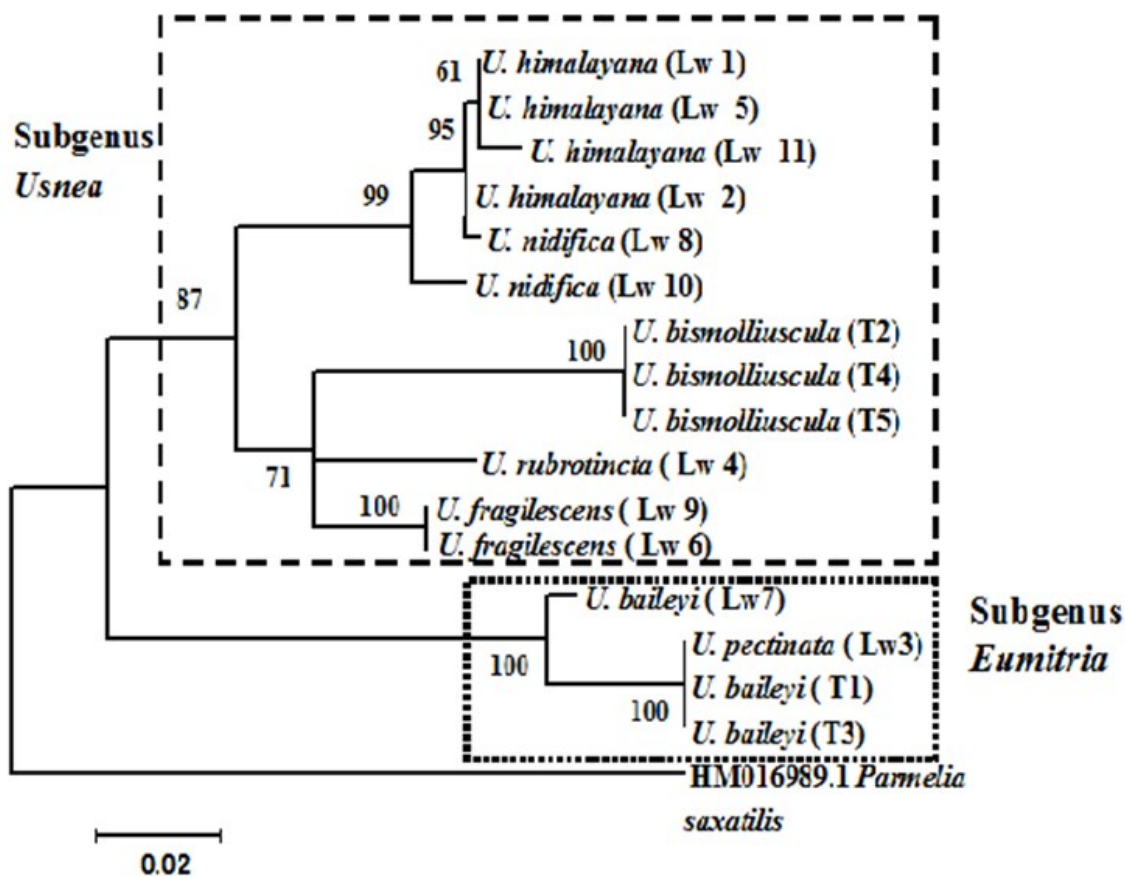 61
U. himalayana (Lw 1)
U. himalayana (Lw 5)
95
U. himalayana (Lw 11)
Subgenus
Usnea
99
U. himalayana (Lw 2)
U. nidifica (Lw 8)
U. nidifica (Lw 10)
87
U. bismolliuscula (T2)
100
U. bismolliuscula (T4)
U. bismolliuscula (T5)
U. rubrotincta ( Lw 4)
71
100
U. fragilescens ( Lw 9)
U. fragilescens ( Lw 6)
U. baileyi ( Lw7)
Subgenus
Eumitria
U. pectinata ( Lw3)
100
U. baileyi ( T1)
100
U. baileyi (T3)
HM016989.1 Parmelia
saxatilis
0.02